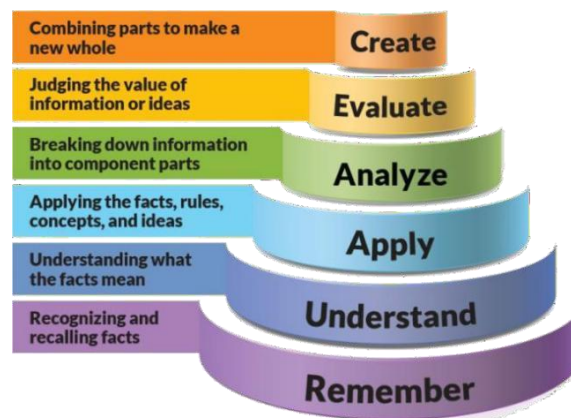 Combining parts to make a
new whole
Create
Judging the value of
information or ideas
Evaluate
Breaking down information
into component parts
Analyze
Applying the facts, rules,
concepts, and ideas
Apply
Understanding what
the facts mean
Understand
Recognizing and
recalling facts
Remember